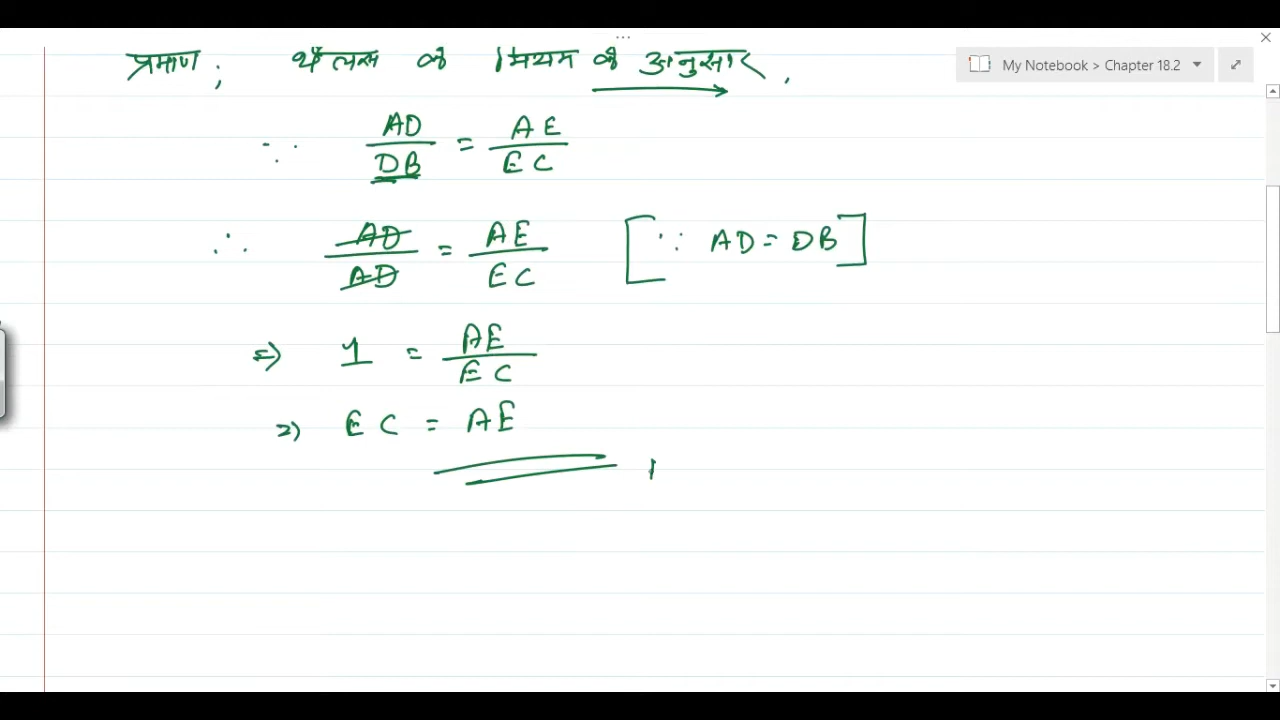 ...
My Notebook > Chapter 18.2
प्रमाण; थेल्स के नियम के अनुसार,
∵ AD/DB = AE/EC
∴ AD/AD = AE/EC [∵ AD = DB]
⇒ 1 = AE/EC
⇒ EC = AE